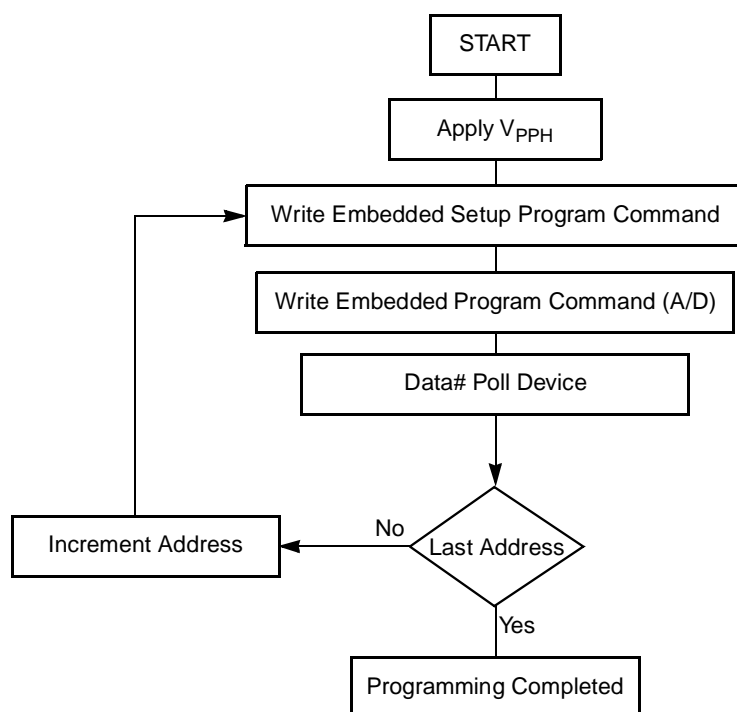 START
Apply VPPH
Write Embedded Setup Program Command
Write Embedded Program Command (A/D)
Data# Poll Device
No
Increment Address
Last Address
Yes
Programming Completed